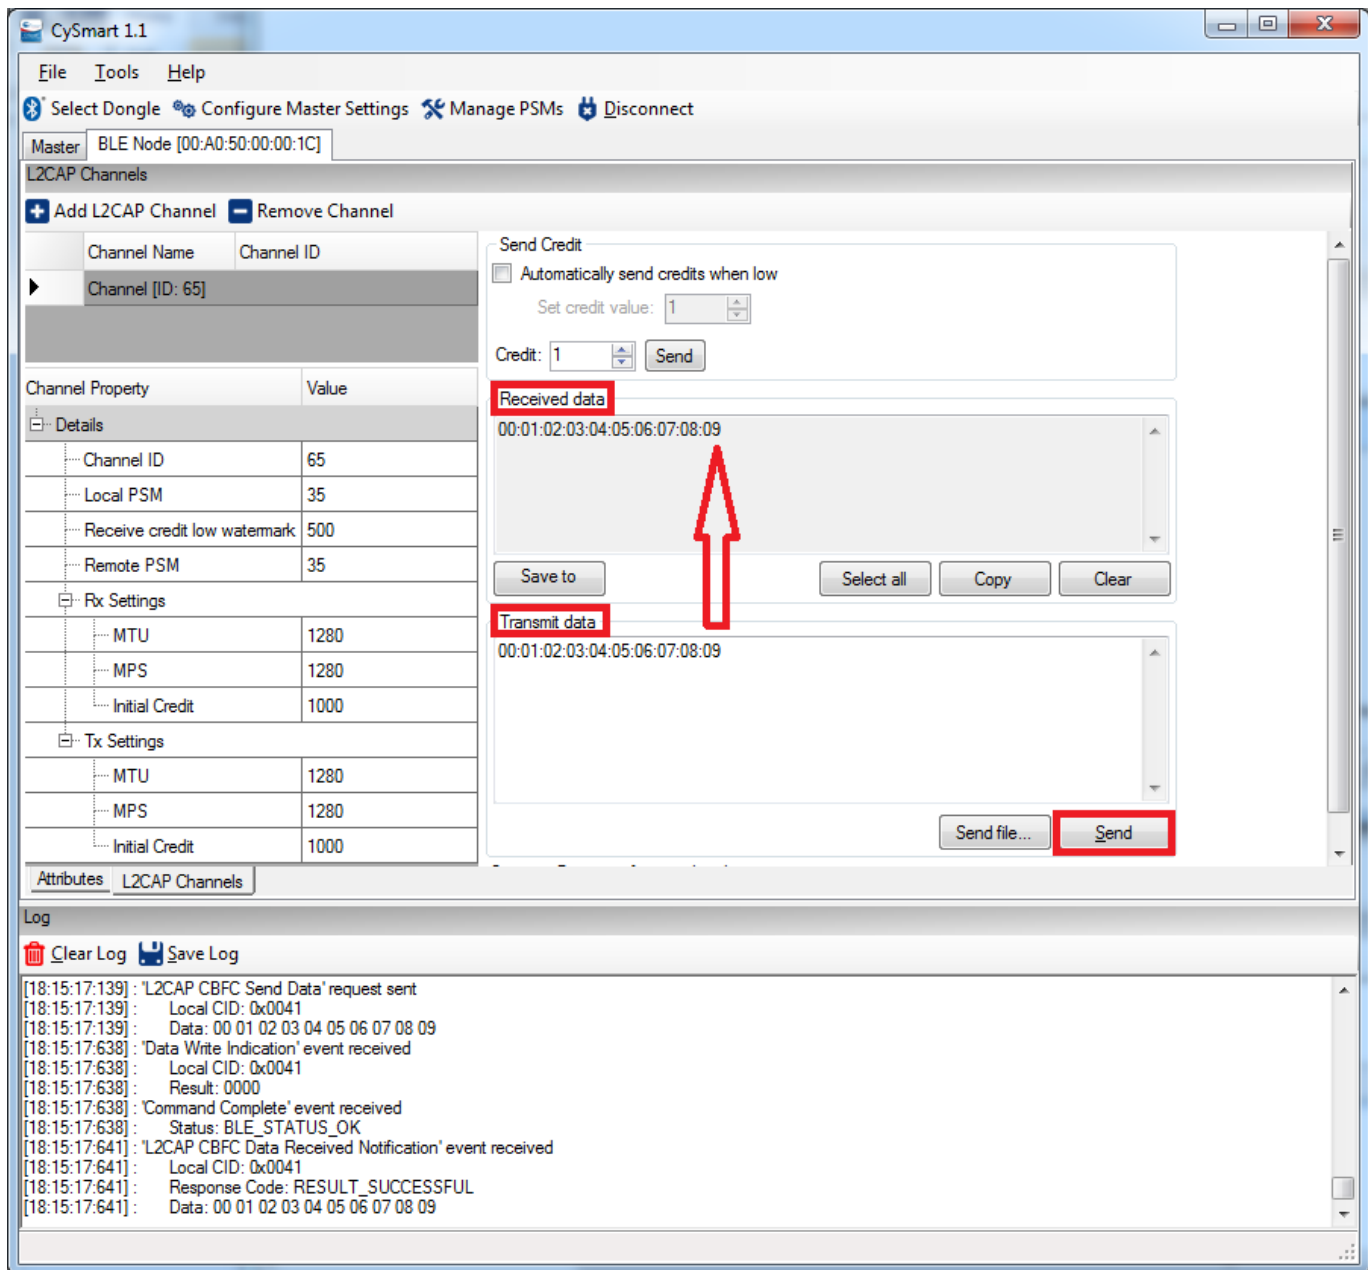 CySmart 1.1
File Tools Help
Select Dongle Configure Master Settings Manage PSMs Disconnect
Master BLE Node [00:A0:50:00:00:1C]
L2CAP Channels
Add L2CAP Channel Remove Channel
Channel Name Channel ID
Channel [ID: 65]
Channel Property Value
Details
Channel ID 65
Local PSM 35
Receive credit low watermark 500
Remote PSM 35
Rx Settings
MTU 1280
MPS 1280
Initial Credit 1000
Tx Settings
MTU 1280
MPS 1280
Initial Credit 1000
Send Credit
Automatically send credits when low
Set credit value: 1
Credit: 1 Send
Received data
00:01:02:03:04:05:06:07:08:09
Save to Select all Copy Clear
Transmit data
00:01:02:03:04:05:06:07:08:09
Send file... Send
Attributes L2CAP Channels
Log
Clear Log Save Log
[18:15:17:139] : 'L2CAP CBFC Send Data' request sent
[18:15:17:139] : Local CID: 0x0041
[18:15:17:139] : Data: 00 01 02 03 04 05 06 07 08 09
[18:15:17:638] : 'Data Write Indication' event received
[18:15:17:638] : Local CID: 0x0041
[18:15:17:638] : Result: 0000
[18:15:17:638] : 'Command Complete' event received
[18:15:17:638] : Status: BLE_STATUS_OK
[18:15:17:641] : 'L2CAP CBFC Data Received Notification' event received
[18:15:17:641] : Local CID: 0x0041
[18:15:17:641] : Response Code: RESULT_SUCCESSFUL
[18:15:17:641] : Data: 00 01 02 03 04 05 06 07 08 09